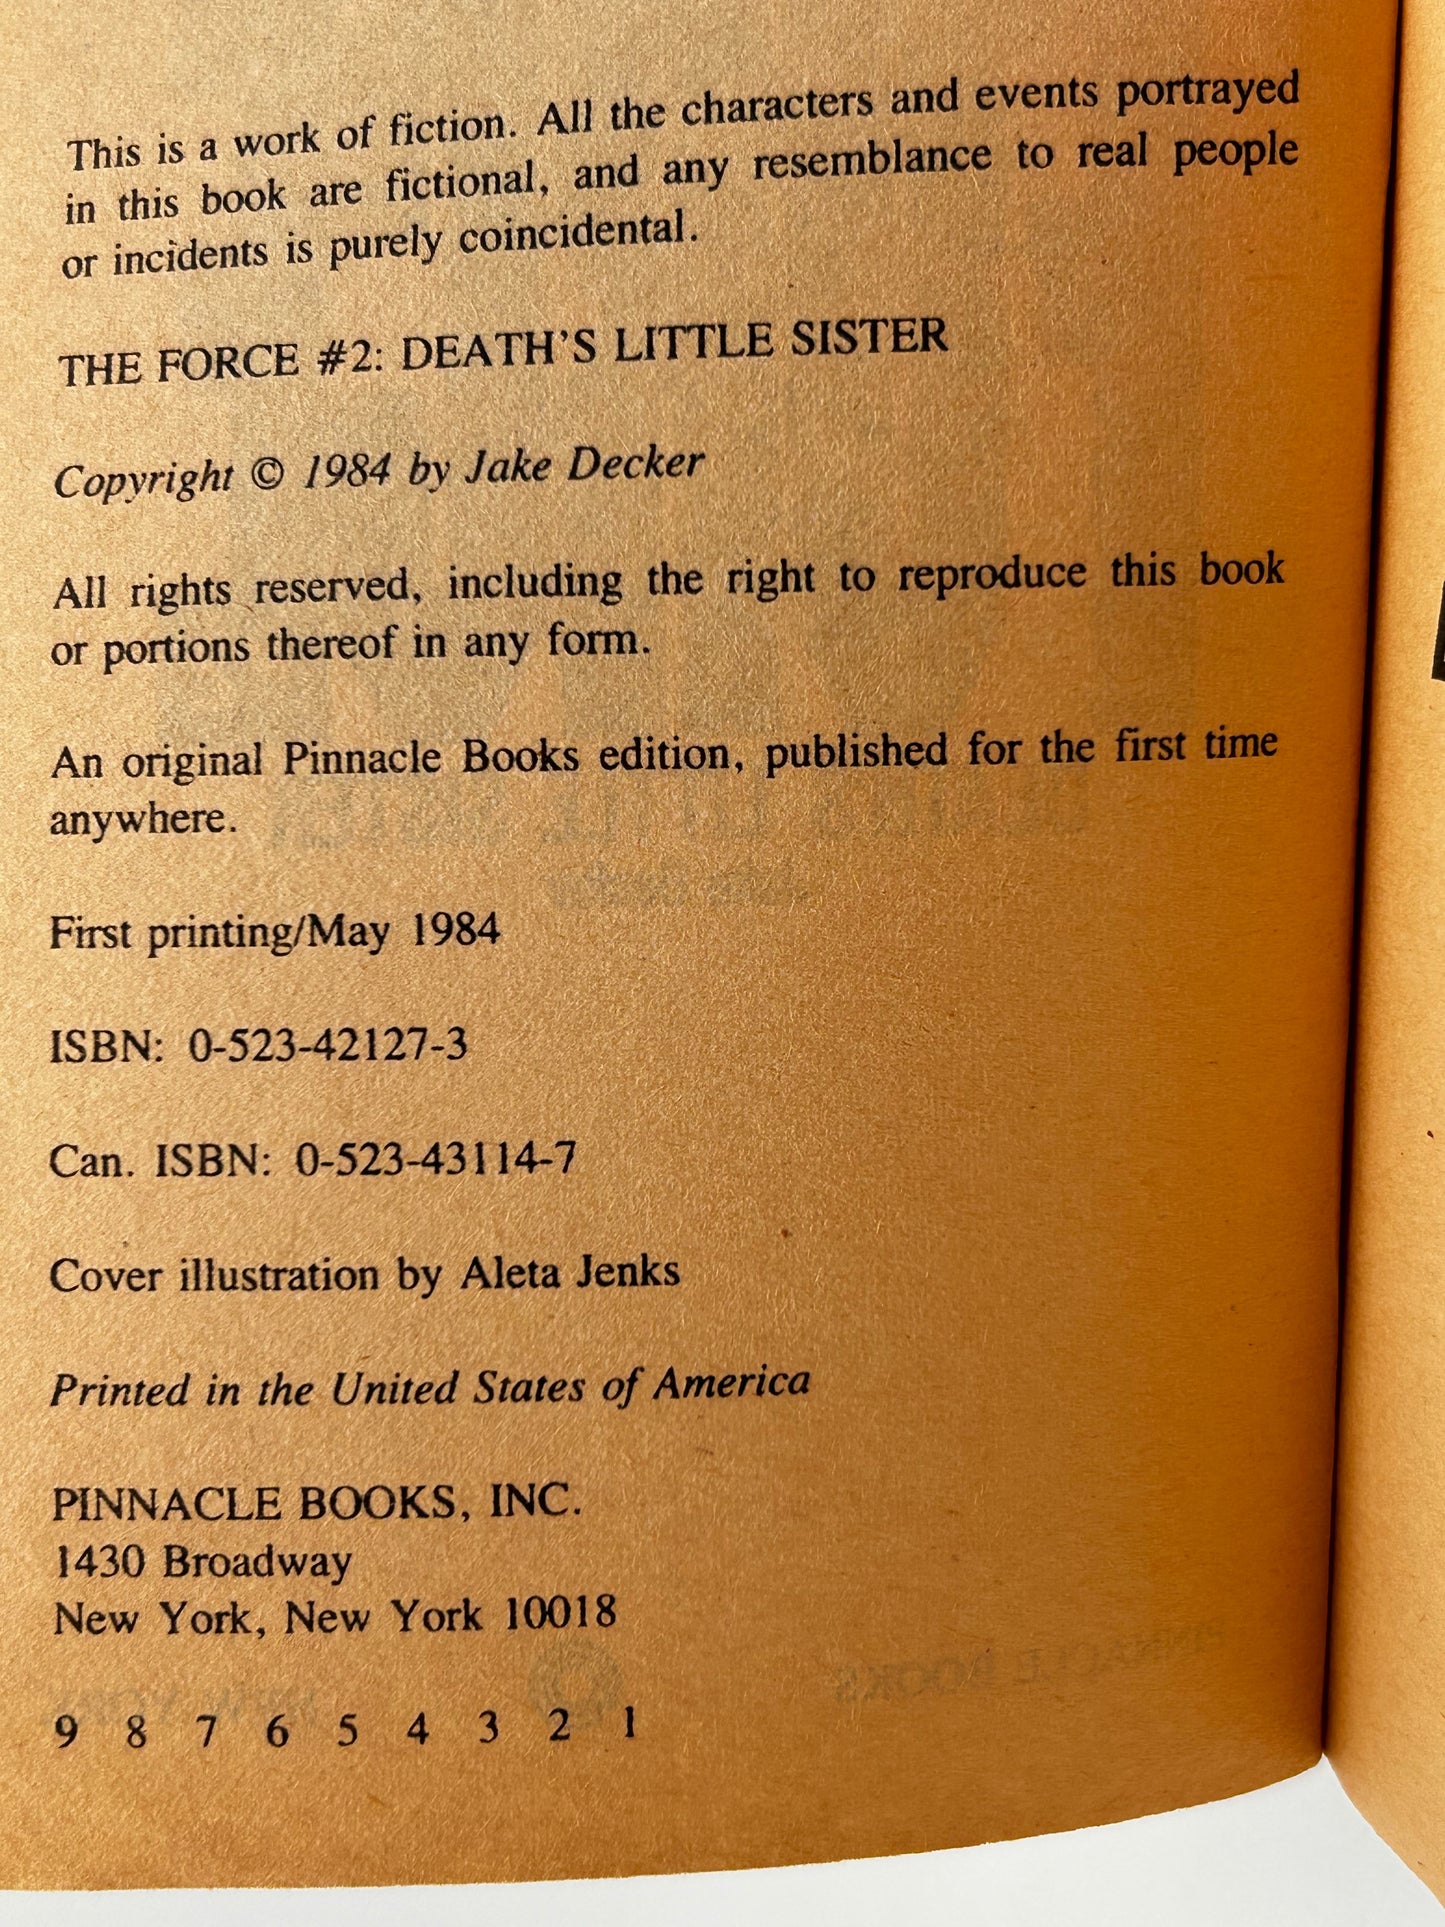 This is a work of fiction. All the characters and events portrayed
in this book are fictional, and any resemblance to real people
or incidents is purely coincidental.
THE FORCE #2: DEATH'S LITTLE SISTER
Copyright © 1984 by Jake Decker
All rights reserved, including the right to reproduce this book
or portions thereof in any form.
An original Pinnacle Books edition, published for the first time
anywhere.
First printing/May 1984
ISBN: 0-523-42127-3
Can. ISBN: 0-523-43114-7
Cover illustration by Aleta Jenks
Printed in the United States of America
PINNACLE BOOKS, INC.
1430 Broadway
New York, New York 10018
9 8 7 6 5 4 3 2 1